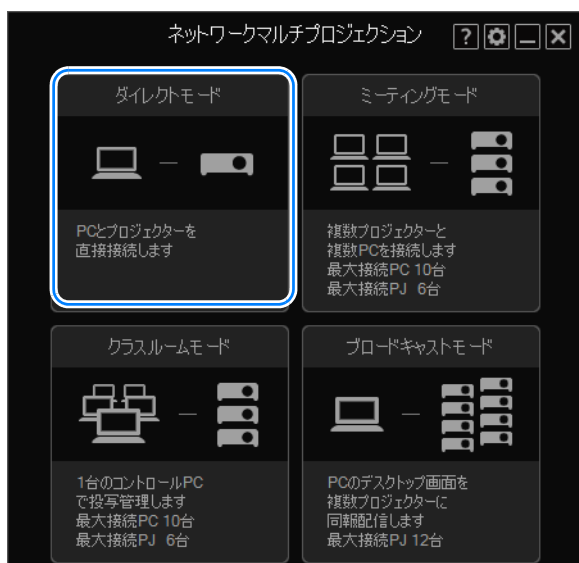 ネットワークマルチプロジェクション ?
ダイレクトモード
PCとプロジェクターを
直接接続します
ミーティングモード
複数プロジェクターと
複数PCを接続します
最大接続PC 10台
最大接続PJ 6台
クラスルームモード
1台のコントロールPC
で投写管理します
最大接続PC 10台
最大接続PJ 6台
ブロードキャストモード
PCのデスクトップ画面を
複数プロジェクターに
同報配信します
最大接続PJ 12台